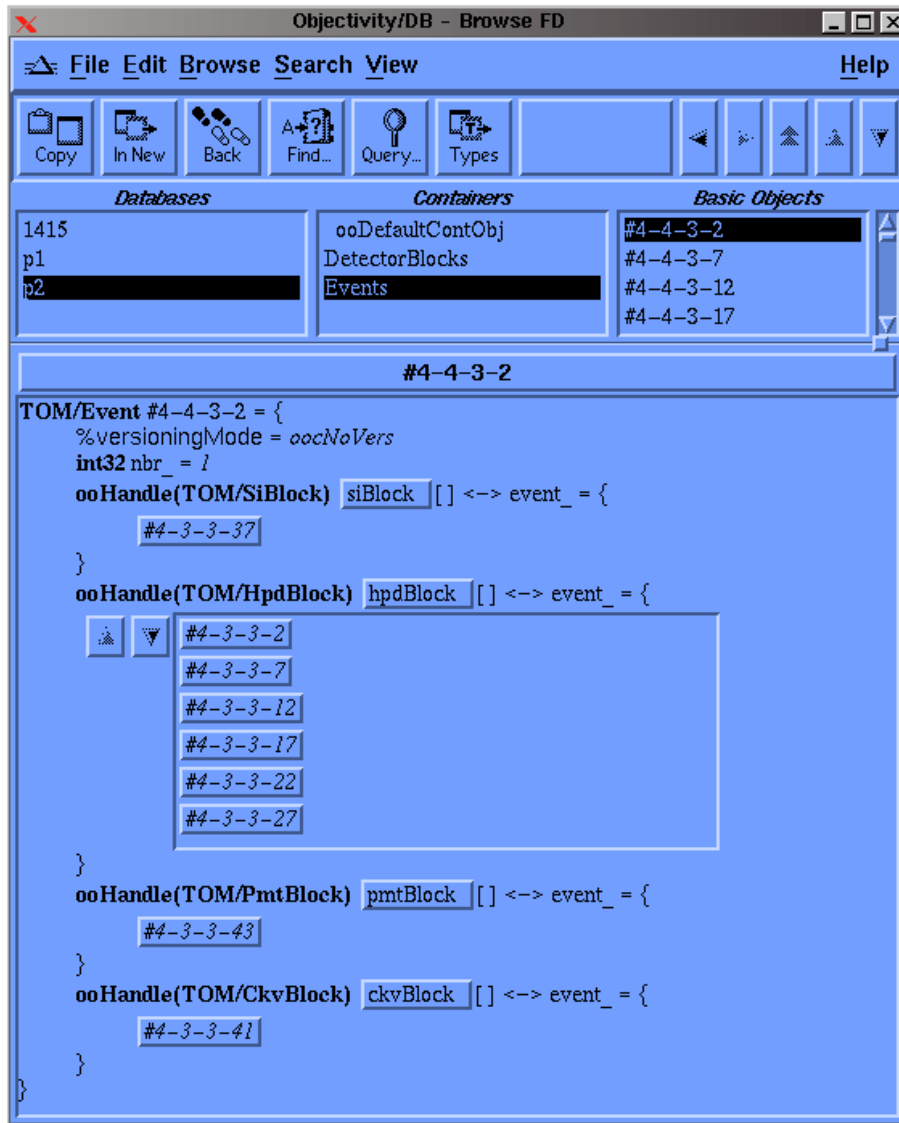 Objectivity/DB - Browse FD
File Edit Browse Search View Help
Copy In New Back Find... Query... Types
Databases Containers Basic Objects
1415 ooDefaultContObj #4-4-3-2
p1 DetectorBlocks #4-4-3-7
p2 Events #4-4-3-12
#4-4-3-17
#4-4-3-2
TOM/Event #4-4-3-2 = {
%versioningMode = oocNoVers
int32 nbr_ = 1
ooHandle(TOM/SiBlock) siBlock [] <-> event_ = {
#4-3-3-37
}
ooHandle(TOM/HpdBlock) hpdBlock [] <-> event_ = {
#4-3-3-2
#4-3-3-7
#4-3-3-12
#4-3-3-17
#4-3-3-22
#4-3-3-27
}
ooHandle(TOM/PmtBlock) pmtBlock [] <-> event_ = {
#4-3-3-43
}
ooHandle(TOM/CkvBlock) ckvBlock [] <-> event_ = {
#4-3-3-41
}
}